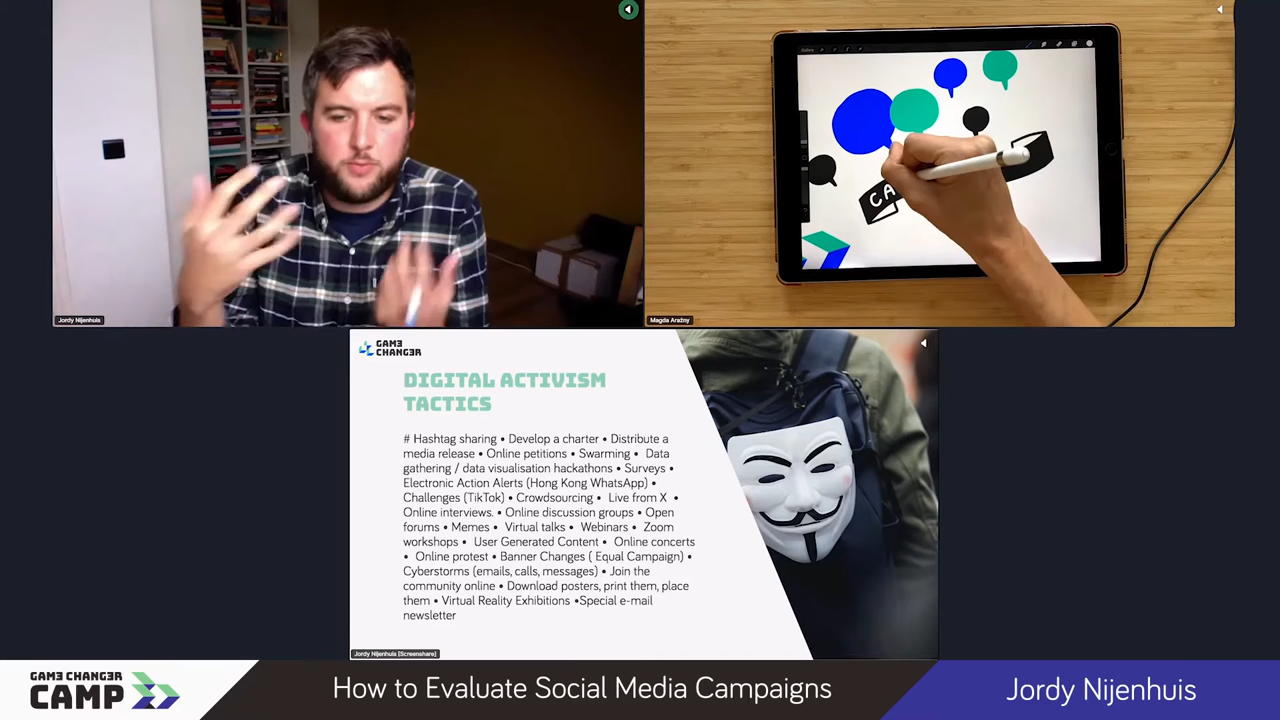 Jordy Nijenhuis
Gallery
CA
Magda Arażny
GAM3
CHANG3R
DIGITAL ACTIVISM
TACTICS
# Hashtag sharing • Develop a charter • Distribute a
media release • Online petitions • Swarming • Data
gathering / data visualisation hackathons • Surveys •
Electronic Action Alerts (Hong Kong WhatsApp) •
Challenges (TikTok) • Crowdsourcing • Live from X •
Online interviews. • Online discussion groups • Open
forums • Memes • Virtual talks • Webinars • Zoom
workshops • User Generated Content • Online concerts
• Online protest • Banner Changes ( Equal Campaign) •
Cyberstorms (emails, calls, messages) • Join the
community online • Download posters, print them, place
them • Virtual Reality Exhibitions •Special e-mail
newsletter
Jordy Nijenhuis [Screenshare]
GAM3 CHANG3R
CAMP
How to Evaluate Social Media Campaigns
Jordy Nijenhuis